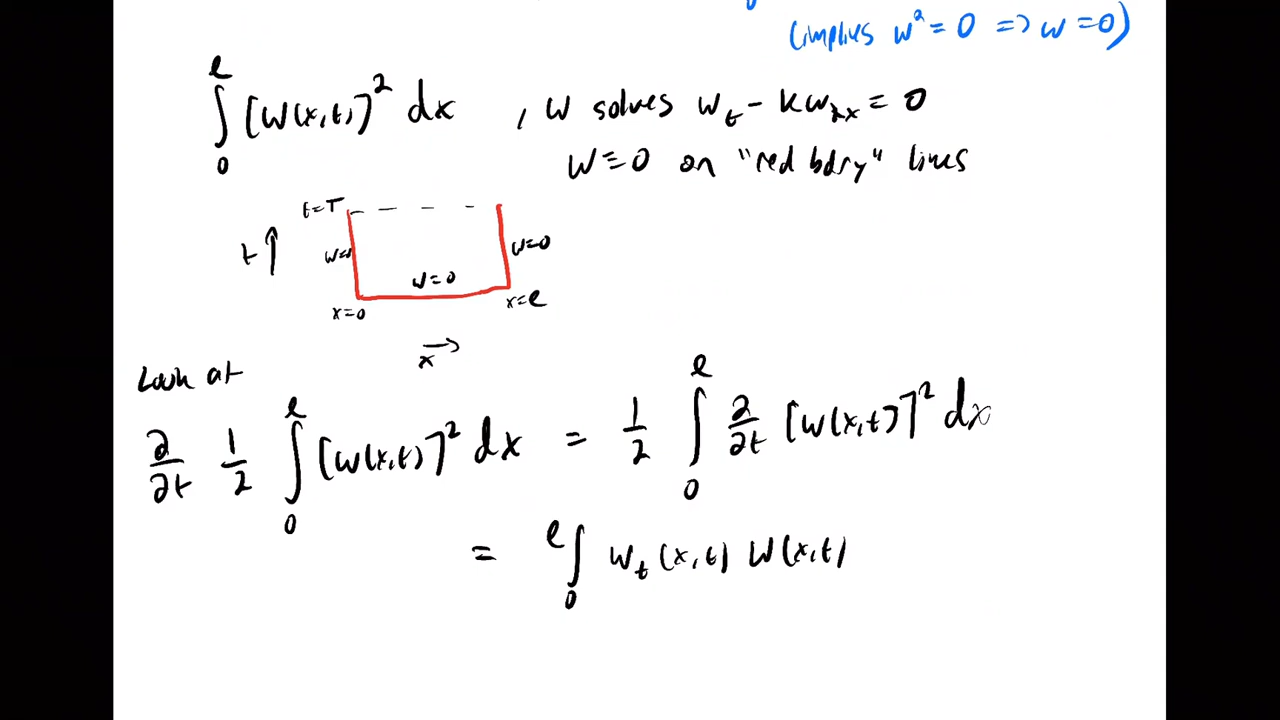 (implies w² = 0 => w = 0)
∫₀^ℓ [w(x,t)]² dx , w solves w_t - kw_xx = 0
w ≡ 0 on "red bdry" lines
t=T
t ↑ w=0 w=0
w=0
x=0 x=ℓ
x →
Look at
∂/∂t 1/2 ∫₀^ℓ [w(x,t)]² dx = 1/2 ∫₀^ℓ ∂/∂t [w(x,t)]² dx
= ∫₀^ℓ w_t(x,t) w(x,t)